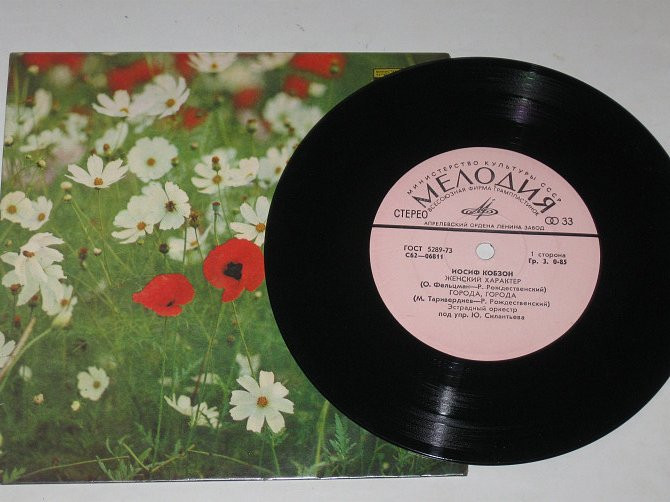 МИНИСТЕРСТВО КУЛЬТУРЫ СССР
МЕЛОДИЯ
ВСЕСОЮЗНАЯ ФИРМА ГРАМПЛАСТИНОК
СТЕРЕО
33
АПРЕЛЕВСКИЙ ОРДЕНА ЛЕНИНА ЗАВОД
ГОСТ 5289-73
С62—06811
1 сторона
Гр. 3. 0-85
ИОСИФ КОБЗОН
ЖЕНСКИЙ ХАРАКТЕР
(О. Фельцман—Р. Рождественский)
ГОРОДА, ГОРОДА
(М. Таривердиев—Р. Рождественский)
Эстрадный оркестр
под упр. Ю. Силантьева